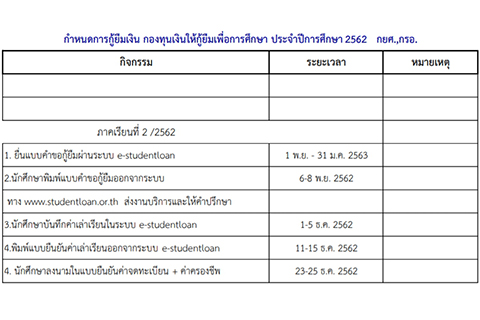 กำหนดการกู้ยืมเงิน กองทุนเงินให้กู้ยืมเพื่อการศึกษา ประจำปีการศึกษา 2562 กยศ.,กรอ.
กิจกรรม ระยะเวลา หมายเหตุ
ภาคเรียนที่ 2 /2562
1. ยื่นแบบคำขอกู้ยืมผ่านระบบ e-studentloan 1 พ.ย. - 31 ม.ค. 2563
2.นักศึกษาพิมพ์แบบคำขอกู้ยืมออกจากระบบ 6-8 พ.ย. 2562
ทาง www.studentloan.or.th ส่งงานบริการและให้คำปรึกษา
3.นักศึกษาบันทึกค่าเล่าเรียนในระบบ e-studentloan 1-5 ธ.ค. 2562
4.พิมพ์แบบยืนยันค่าเล่าเรียนออกจากระบบ e-studentloan 11-15 ธ.ค. 2562
4. นักศึกษาลงนามในแบบยืนยันค่าจดทะเบียน + ค่าครองชีพ 23-25 ธ.ค. 2562